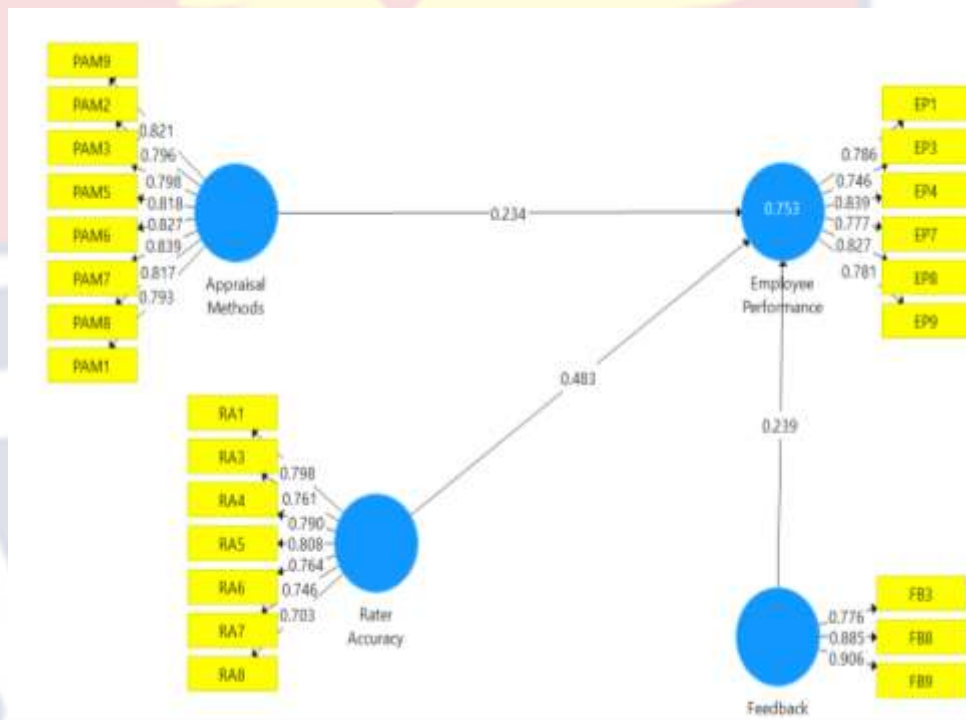 PAM9
PAM2
PAM3
PAM5
PAM6
PAM7
PAM8
PAM1
0.821
0.796
0.798
0.818
0.827
0.839
0.817
0.793
Appraisal
Methods
0.234
EP1
EP3
EP4
EP7
EP8
EP9
0.786
0.746
0.839
0.777
0.827
0.781
0.753
Employee
Performance
0.483
0.239
RA1
RA3
RA4
RA5
RA6
RA7
RA8
0.798
0.761
0.790
0.808
0.764
0.746
0.703
Rater
Accuracy
FB3
FB8
FB9
0.776
0.885
0.906
Feedback